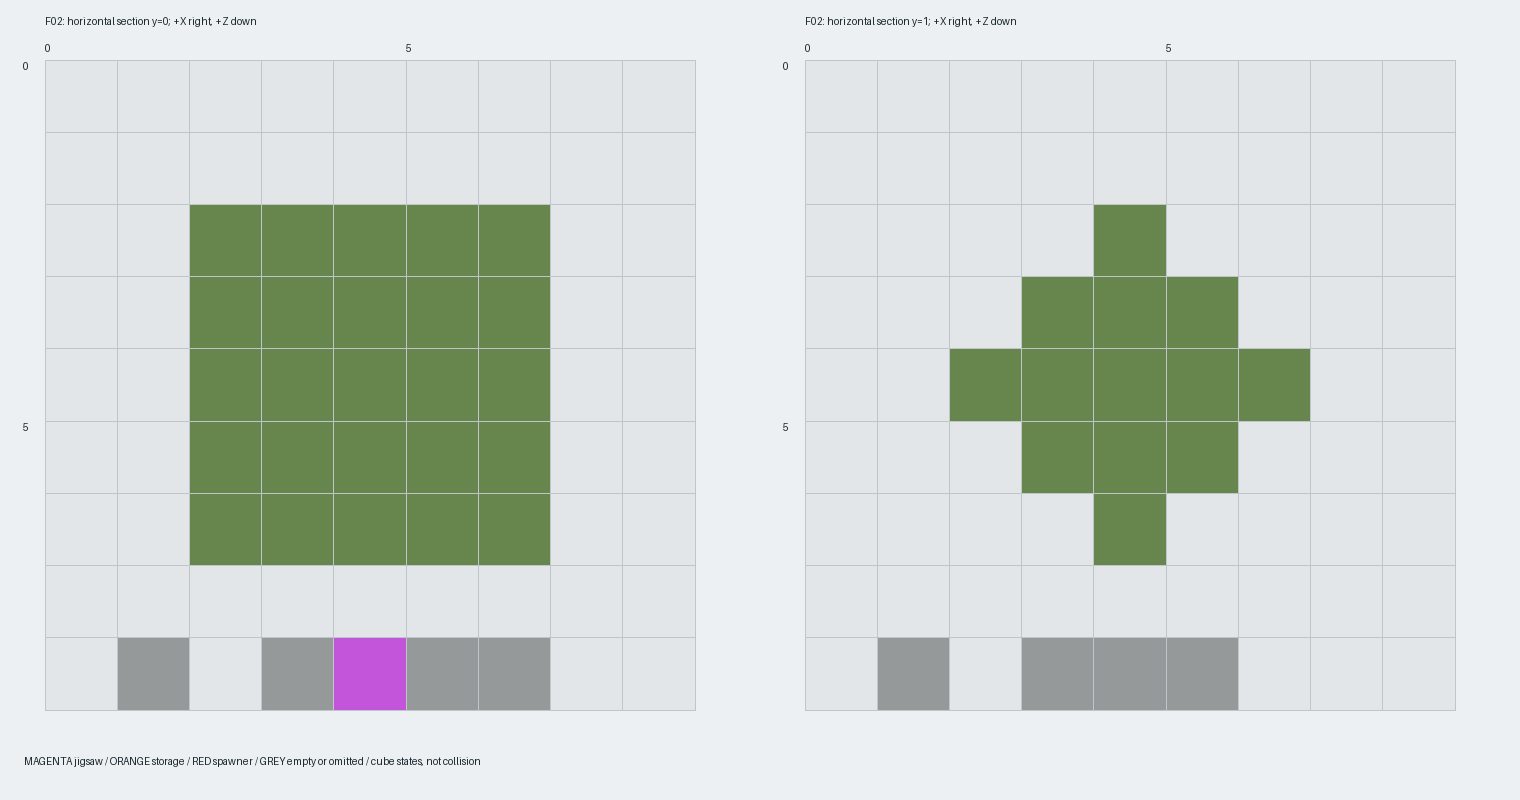 F02: horizontal section y=0; +X right, +Z down
F02: horizontal section y=1; +X right, +Z down
0 5
0 5
0
0
5
5
MAGENTA jigsaw / ORANGE storage / RED spawner / GREY empty or omitted / cube states, not collision